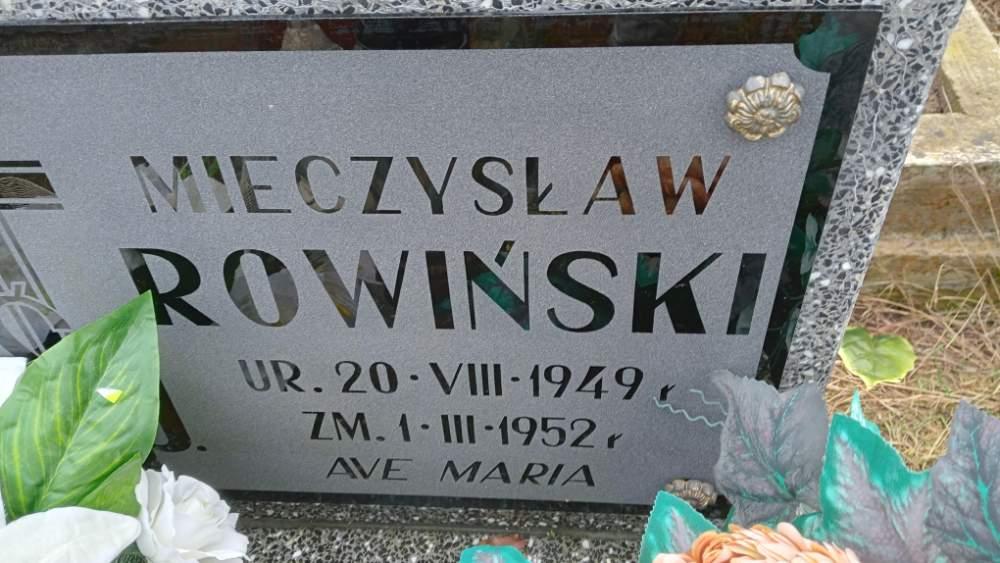 MIECZYSŁAW
ROWIŃSKI
UR. 20·VIII·1949 r
ZM. 1·III·1952 r
AVE MARIA